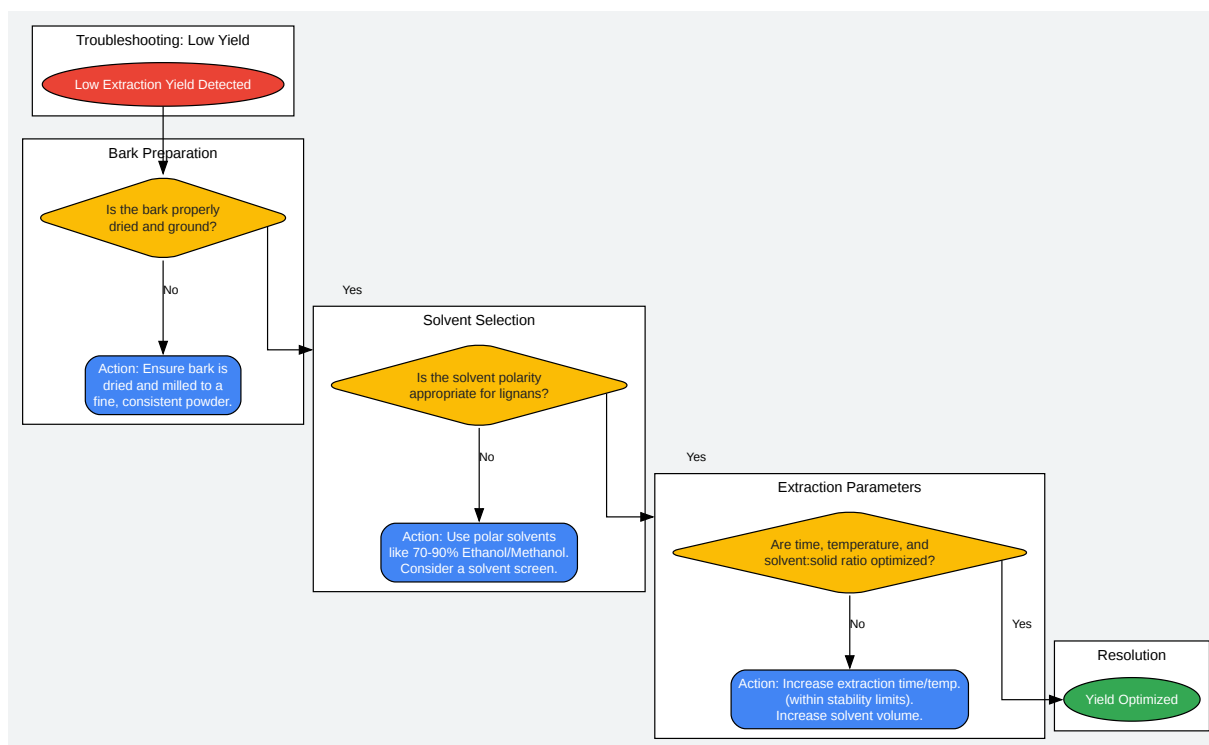 Troubleshooting: Low Yield
Low Extraction Yield Detected
Bark Preparation
Is the bark properly
dried and ground?
No
Yes
Action: Ensure bark is
dried and milled to a
fine, consistent powder.
Solvent Selection
Is the solvent polarity
appropriate for lignans?
No
Yes
Action: Use polar solvents
like 70-90% Ethanol/Methanol.
Consider a solvent screen.
Extraction Parameters
Are time, temperature, and
solvent:solid ratio optimized?
No
Yes
Action: Increase extraction time/temp.
(within stability limits).
Increase solvent volume.
Resolution
Yield Optimized